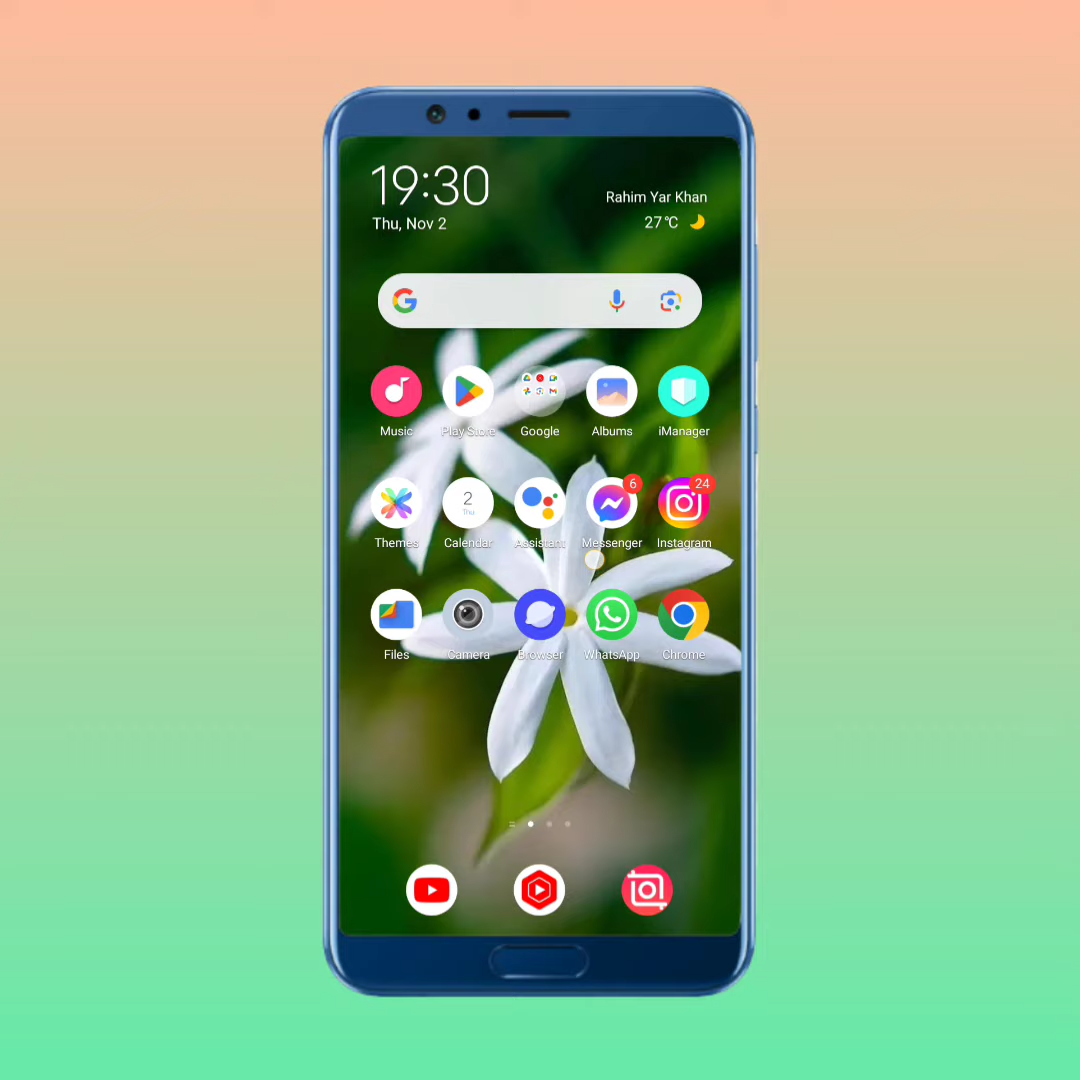 19:30
Thu, Nov 2
Rahim Yar Khan
27℃
Music
Play Store
Google
Albums
iManager
6
24
2
Thu
Themes
Calendar
Assistant
Messenger
Instagram
Files
Camera
Browser
WhatsApp
Chrome